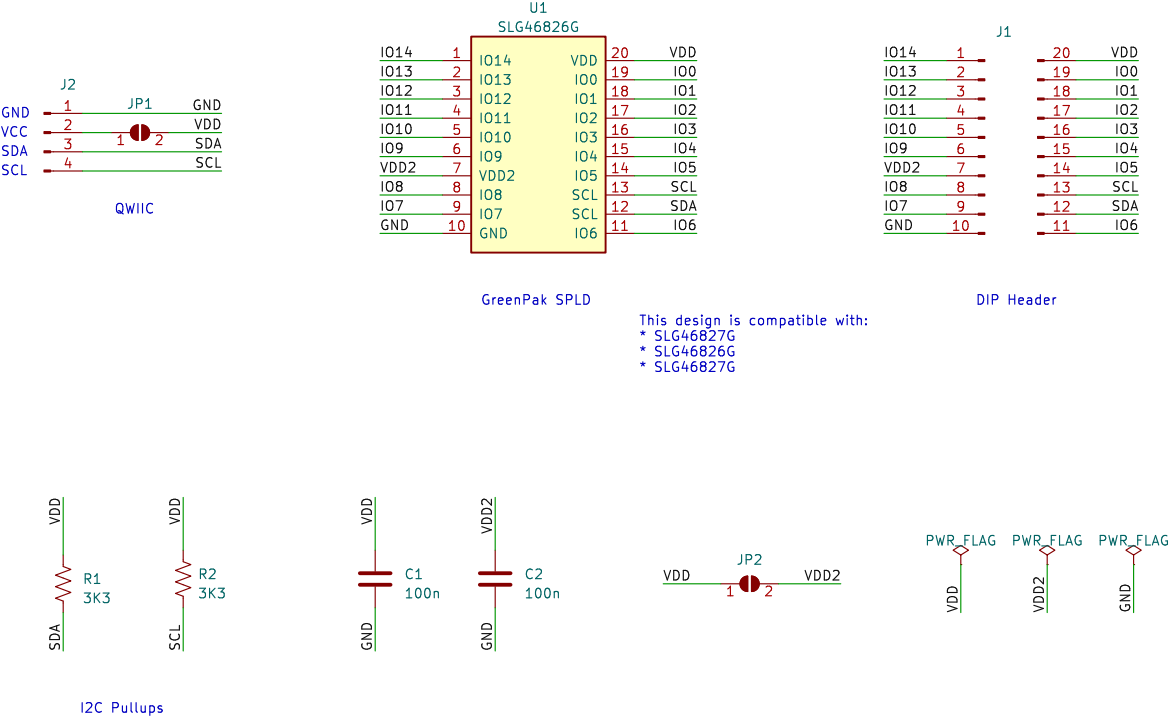 J2
JP1
GND 1 GND
VCC 2 1 2 VDD
SDA 3 SDA
SCL 4 SCL
QWIIC
U1
SLG46826G
IO14 1 IO14 VDD 20 VDD
IO13 2 IO13 IO0 19 IO0
IO12 3 IO12 IO1 18 IO1
IO11 4 IO11 IO2 17 IO2
IO10 5 IO10 IO3 16 IO3
IO9 6 IO9 IO4 15 IO4
VDD2 7 VDD2 IO5 14 IO5
IO8 8 IO8 SCL 13 SCL
IO7 9 IO7 SCL 12 SDA
GND 10 GND IO6 11 IO6
GreenPak SPLD
J1
IO14 1 20 VDD
IO13 2 19 IO0
IO12 3 18 IO1
IO11 4 17 IO2
IO10 5 16 IO3
IO9 6 15 IO4
VDD2 7 14 IO5
IO8 8 13 SCL
IO7 9 12 SDA
GND 10 11 IO6
DIP Header
This design is compatible with:
* SLG46827G
* SLG46826G
* SLG46827G
VDD
R1
3K3
SDA
VDD
R2
3K3
SCL
I2C Pullups
VDD
C1
100n
GND
VDD2
C2
100n
GND
JP2
VDD 1 2 VDD2
PWR_FLAG
VDD
PWR_FLAG
VDD2
PWR_FLAG
GND